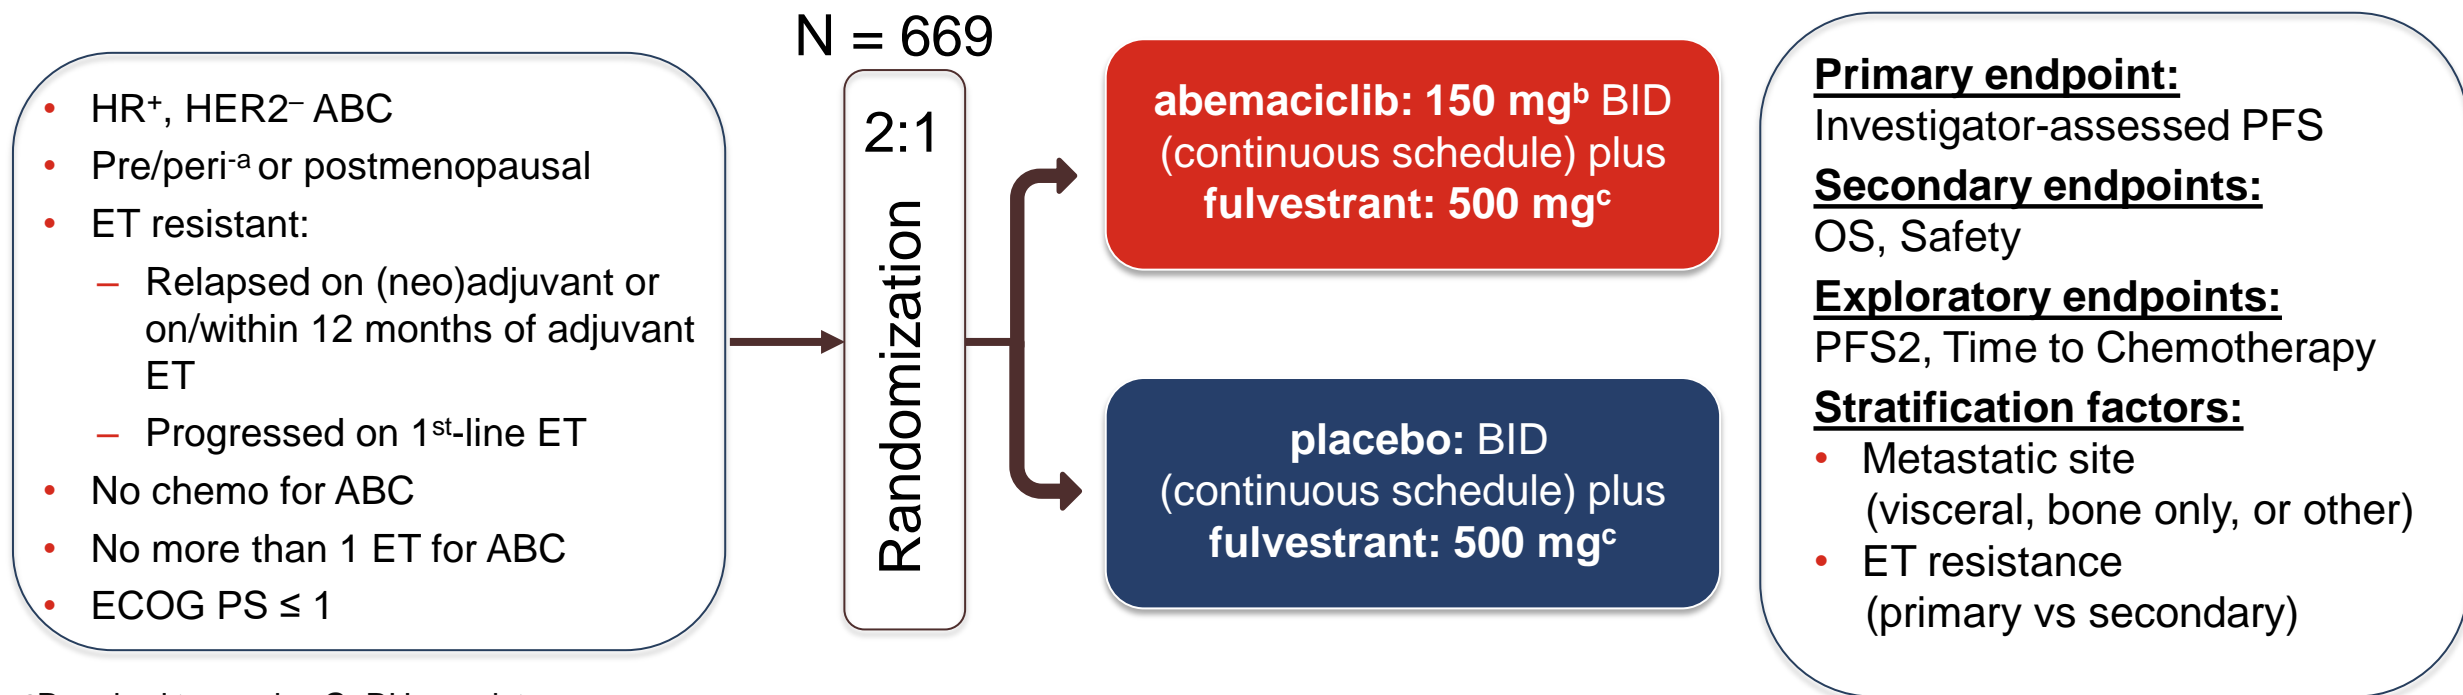 N = 669
• HR⁺, HER2⁻ ABC
• Pre/peri-ᵃ or postmenopausal
• ET resistant:
– Relapsed on (neo)adjuvant or
on/within 12 months of adjuvant
ET
– Progressed on 1ˢᵗ-line ET
• No chemo for ABC
• No more than 1 ET for ABC
• ECOG PS ≤ 1
2:1
Randomization
abemaciclib: 150 mgᵇ BID
(continuous schedule) plus
fulvestrant: 500 mgᶜ
placebo: BID
(continuous schedule) plus
fulvestrant: 500 mgᶜ
Primary endpoint:
Investigator-assessed PFS
Secondary endpoints:
OS, Safety
Exploratory endpoints:
PFS2, Time to Chemotherapy
Stratification factors:
• Metastatic site
(visceral, bone only, or other)
• ET resistance
(primary vs secondary)